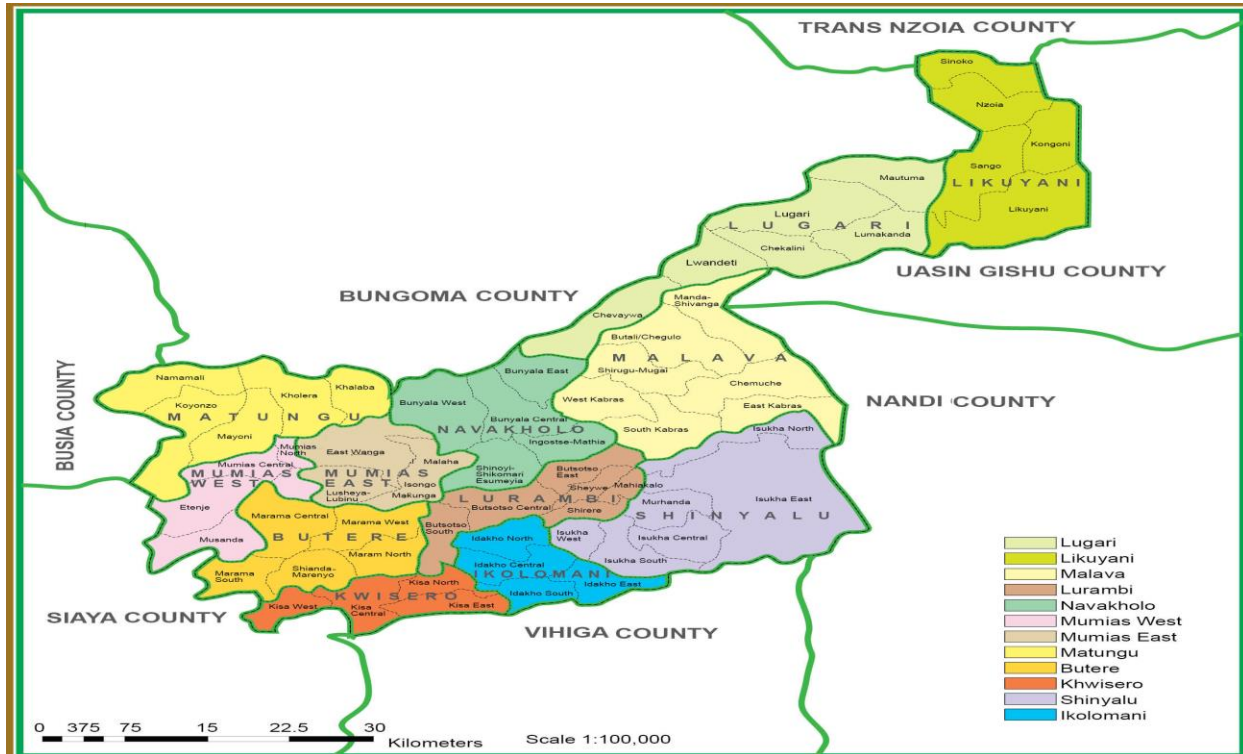 TRANS NZOIA COUNTY
Sinoko
Nzoia
Kongoni
Sango
LIKUYANI
Likuyani
Mautuma
Lugari
LUGARI
Lumakanda
Chekalini
Lwandeti
UASIN GISHU COUNTY
BUNGOMA COUNTY
Manda-
Shivanga
Chevaywa
Butali/Chegulo
MALAVA
Shirugu-Mugai
Chemuche
West Kabras
East Kabras
South Kabras
NANDI COUNTY
BUSIA COUNTY
Namamali
Khalaba
Kholera
Koyonzo
MATUNGU
Mayoni
Bunyala East
Bunyala West
Bunyala Central
NAVAKHOLO
Ingostse-Mathia
Shinoyi-
Shikomari
Esumeyia
Mumias
North
Mumias Central
MUMIAS
WEST
Etenje
Musanda
East Wanga
Malaha
MUMIAS
EAST
Isongo
Lusheya-
Lubinu
Makunga
Butsotso
East
Sheywe
Mahiakalo
LURAMBI
Butsotso Central
Shirere
Butsotso
South
Isukha North
Isukha East
Murhanda
SHINYALU
Isukha
West
Isukha Central
Isukha South
Marama Central
Marama West
BUTERE
Maram North
Marama
South
Shianda-
Marenyo
Idakho North
Idakho Central
IKOLOMANI
Idakho East
Idakho South
Kisa North
KWISERO
Kisa West
Kisa
Central
Kisa East
SIAYA COUNTY
VIHIGA COUNTY
Lugari
Likuyani
Malava
Lurambi
Navakholo
Mumias West
Mumias East
Matungu
Butere
Khwisero
Shinyalu
Ikolomani
0 375 75 15 22.5 30
Kilometers Scale 1:100,000